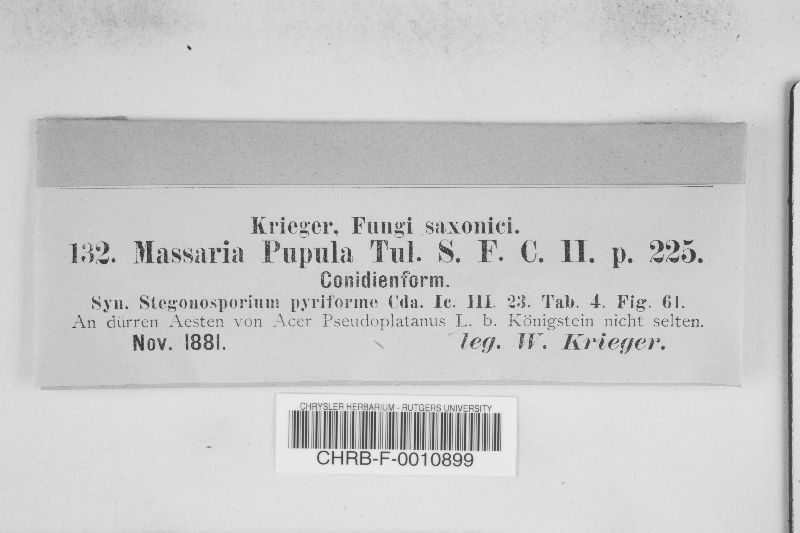 Krieger, Fungi saxonici.
132. Massaria Pupula Tul. S. F. C. II. p. 225.
Conidienform.
Syn. Stegonosporium pyriforme Cda. Ic. III. 23. Tab. 4. Fig. 61.
An dürren Aesten von Acer Pseudoplatanus L. b. Königstein nicht selten.
Nov. 1881. leg. W. Krieger.
CHRYSLER HERBARIUM - RUTGERS UNIVERSITY
CHRB-F-0010899